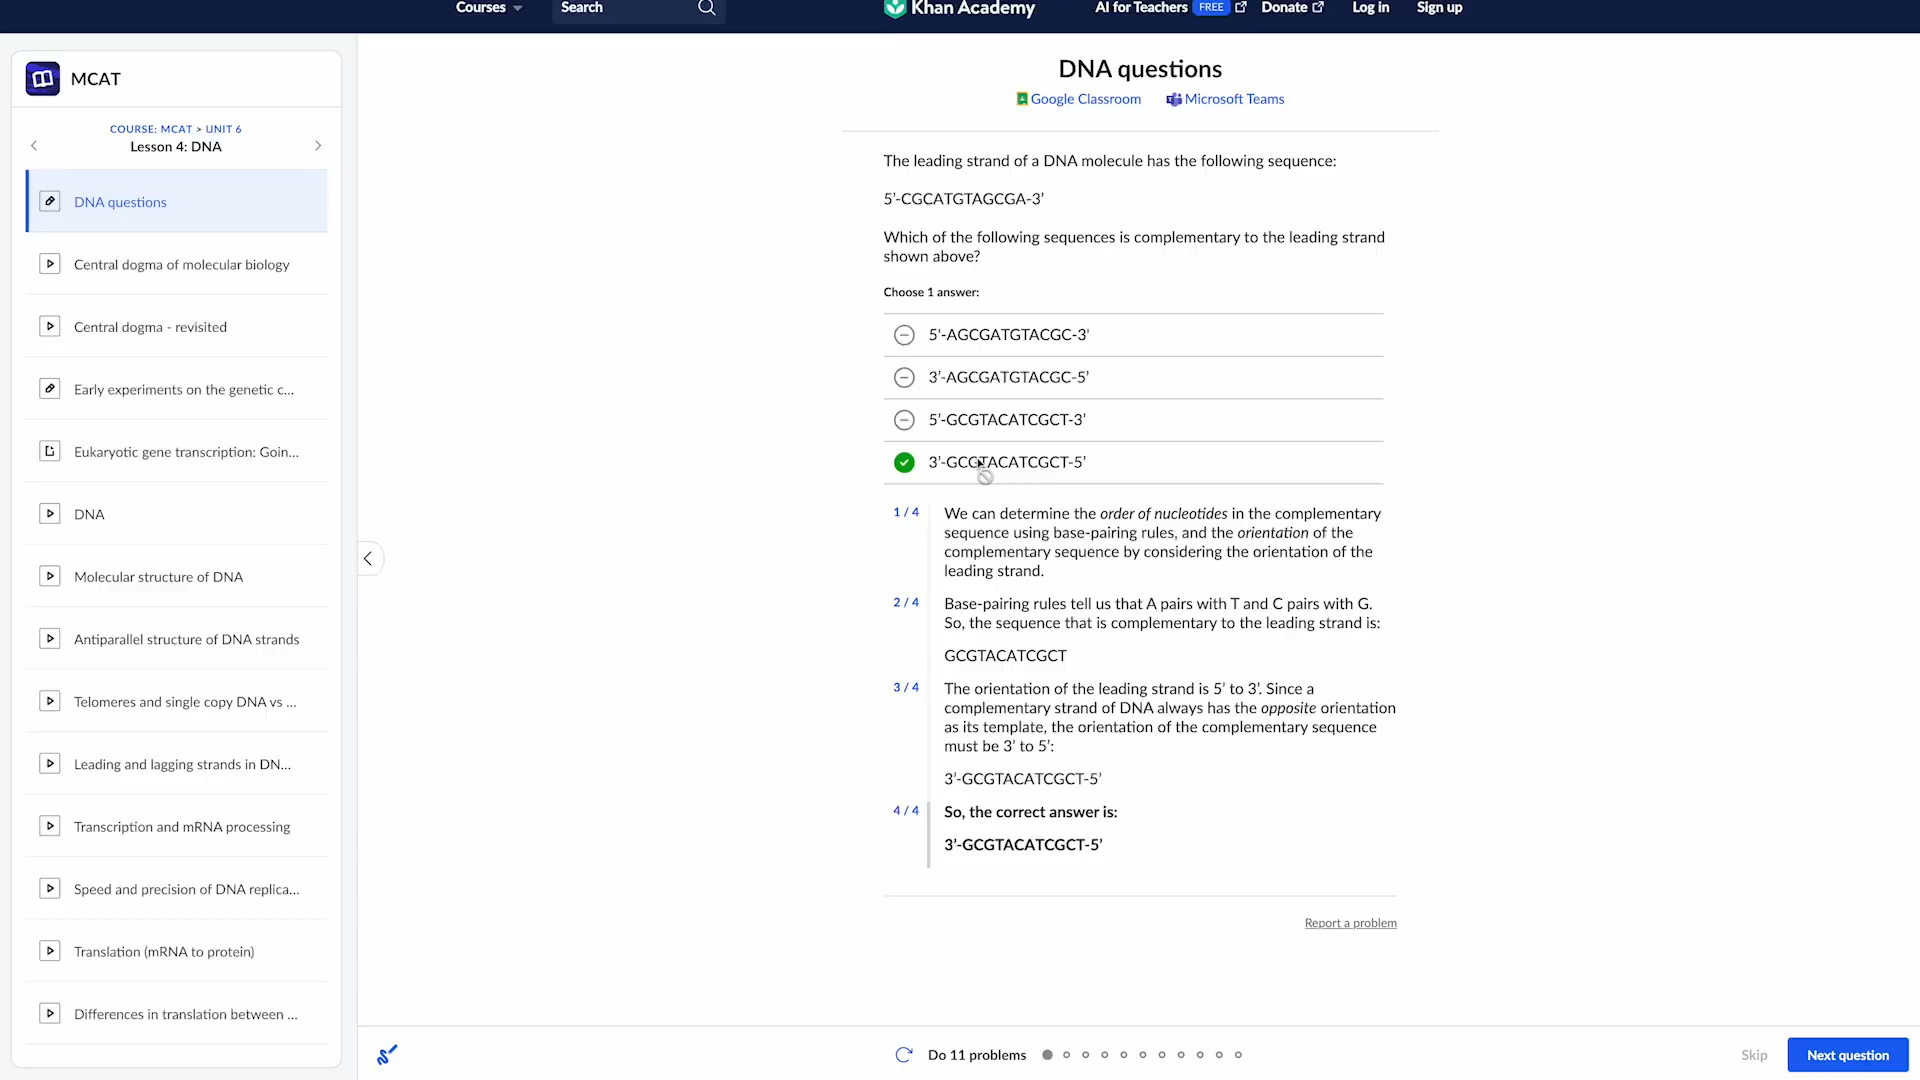 Courses
Search
Khan Academy
AI for Teachers FREE
Donate
Log in
Sign up
MCAT
COURSE: MCAT > UNIT 6
Lesson 4: DNA
DNA questions
Central dogma of molecular biology
Central dogma - revisited
Early experiments on the genetic c...
Eukaryotic gene transcription: Goin...
DNA
Molecular structure of DNA
Antiparallel structure of DNA strands
Telomeres and single copy DNA vs ...
Leading and lagging strands in DN...
Transcription and mRNA processing
Speed and precision of DNA replica...
Translation (mRNA to protein)
Differences in translation between ...
DNA questions
Google Classroom
Microsoft Teams
The leading strand of a DNA molecule has the following sequence:
5’-CGCATGTAGCGA-3’
Which of the following sequences is complementary to the leading strand
shown above?
Choose 1 answer:
5'-AGCGATGTACGC-3'
3’-AGCGATGTACGC-5’
5’-GCGTACATCGCT-3’
3’-GCGTACATCGCT-5’
1 / 4
We can determine the order of nucleotides in the complementary
sequence using base-pairing rules, and the orientation of the
complementary sequence by considering the orientation of the
leading strand.
2 / 4
Base-pairing rules tell us that A pairs with T and C pairs with G.
So, the sequence that is complementary to the leading strand is:
GCGTACATCGCT
3 / 4
The orientation of the leading strand is 5’ to 3’. Since a
complementary strand of DNA always has the opposite orientation
as its template, the orientation of the complementary sequence
must be 3’ to 5’:
3’-GCGTACATCGCT-5’
4 / 4
So, the correct answer is:
3’-GCGTACATCGCT-5’
Report a problem
Do 11 problems
Skip
Next question